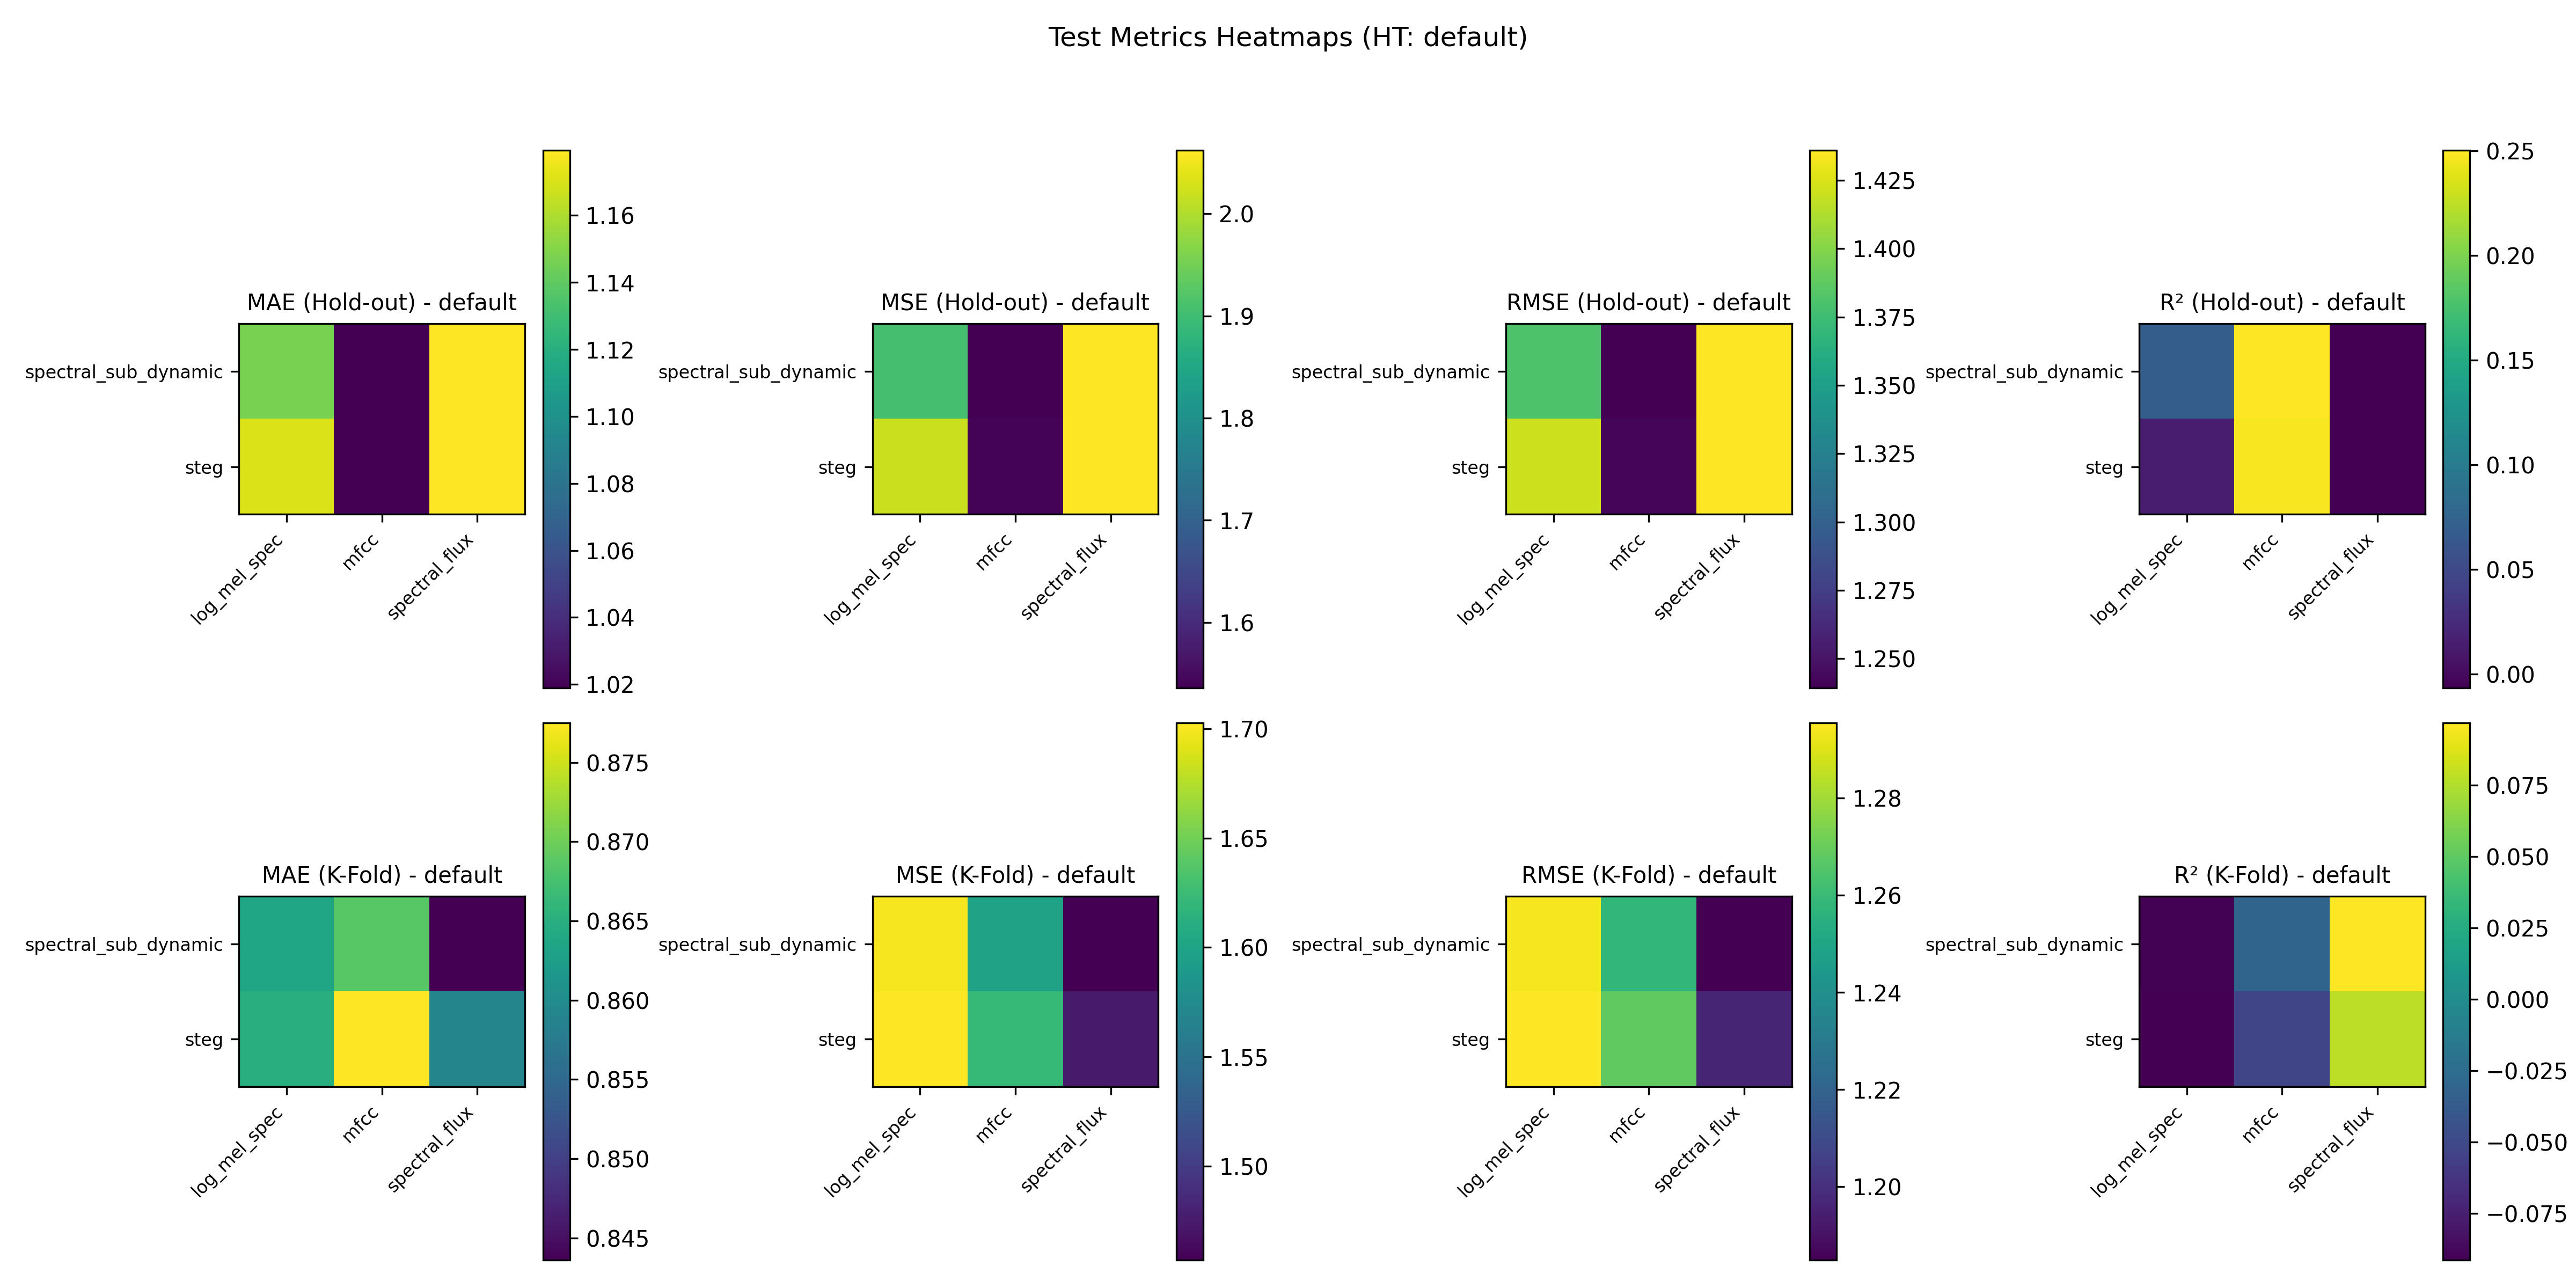 Test Metrics Heatmaps (HT: default)
MAE (Hold-out) - default
spectral_sub_dynamic
steg
log_mel_spec
mfcc
spectral_flux
1.16
1.14
1.12
1.10
1.08
1.06
1.04
1.02
MSE (Hold-out) - default
spectral_sub_dynamic
steg
log_mel_spec
mfcc
spectral_flux
2.0
1.9
1.8
1.7
1.6
RMSE (Hold-out) - default
spectral_sub_dynamic
steg
log_mel_spec
mfcc
spectral_flux
1.425
1.400
1.375
1.350
1.325
1.300
1.275
1.250
R² (Hold-out) - default
spectral_sub_dynamic
steg
log_mel_spec
mfcc
spectral_flux
0.25
0.20
0.15
0.10
0.05
0.00
MAE (K-Fold) - default
spectral_sub_dynamic
steg
log_mel_spec
mfcc
spectral_flux
0.875
0.870
0.865
0.860
0.855
0.850
0.845
MSE (K-Fold) - default
spectral_sub_dynamic
steg
log_mel_spec
mfcc
spectral_flux
1.70
1.65
1.60
1.55
1.50
RMSE (K-Fold) - default
spectral_sub_dynamic
steg
log_mel_spec
mfcc
spectral_flux
1.28
1.26
1.24
1.22
1.20
R² (K-Fold) - default
spectral_sub_dynamic
steg
log_mel_spec
mfcc
spectral_flux
0.075
0.050
0.025
0.000
−0.025
−0.050
−0.075